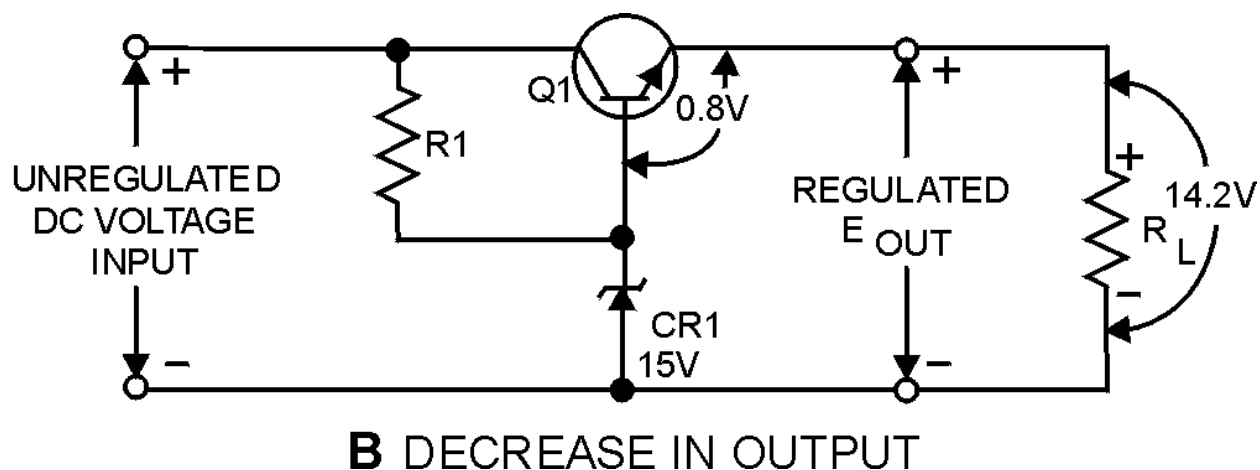 +
Q1
0.8V
+
R1
UNREGULATED
DC VOLTAGE
INPUT
REGULATED
E OUT
+
14.2V
R L
−
CR1
15V
−
−
B DECREASE IN OUTPUT